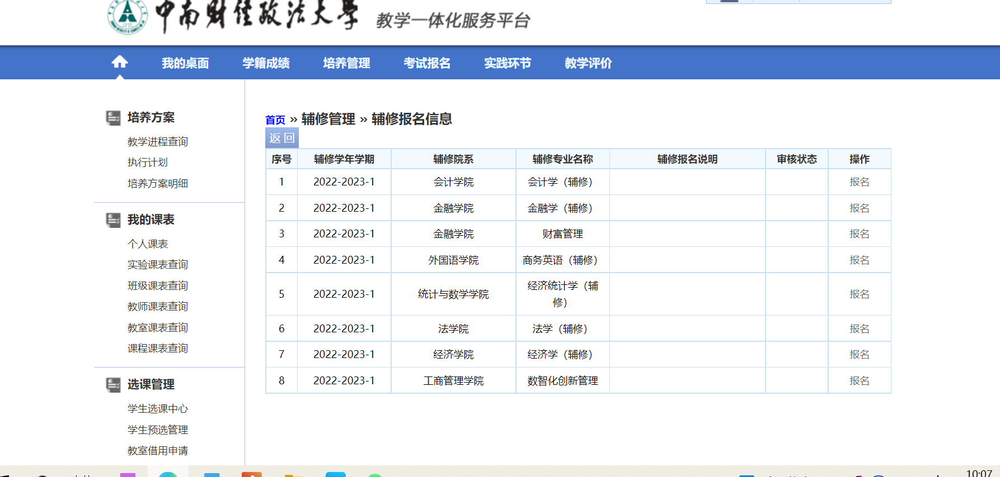 中南财经政法大学 教学一体化服务平台
我的桌面 学籍成绩 培养管理 考试报名 实践环节 教学评价
培养方案
教学进程查询
执行计划
培养方案明细
我的课表
个人课表
实验课表查询
班级课表查询
教师课表查询
教室课表查询
课程课表查询
选课管理
学生选课中心
学生预选管理
教室借用申请
首页 » 辅修管理 » 辅修报名信息
返 回
序号 辅修学年学期 辅修院系 辅修专业名称 辅修报名说明 审核状态 操作
1 2022-2023-1 会计学院 会计学（辅修） 报名
2 2022-2023-1 金融学院 金融学（辅修） 报名
3 2022-2023-1 金融学院 财富管理 报名
4 2022-2023-1 外国语学院 商务英语（辅修） 报名
5 2022-2023-1 统计与数学学院 经济统计学（辅
修） 报名
6 2022-2023-1 法学院 法学（辅修） 报名
7 2022-2023-1 经济学院 经济学（辅修） 报名
8 2022-2023-1 工商管理学院 数智化创新管理 报名
10:07